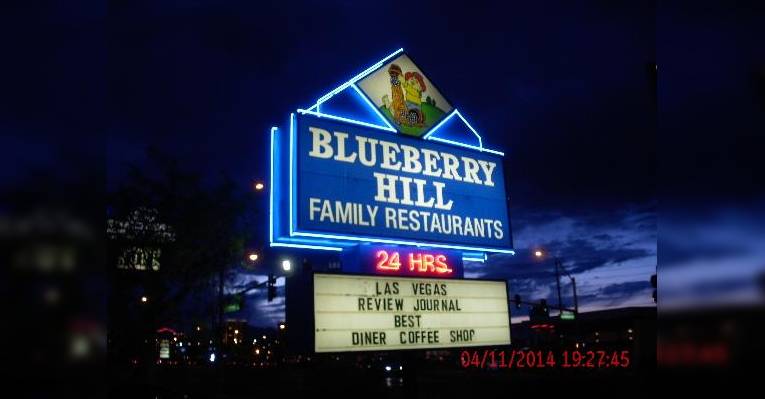 BLUEBERRY
HILL
FAMILY RESTAURANTS
24 HRS.
LAS VEGAS
REVIEW JOURNAL
BEST
DINER COFFEE SHOP
04/11/2014 19:27:45